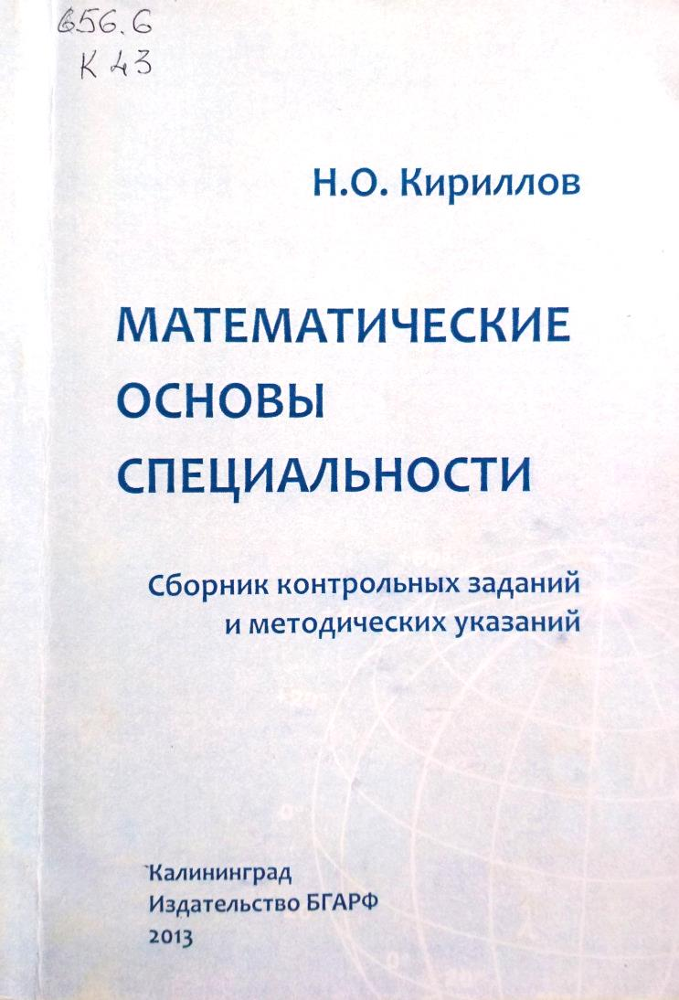 656.6
К 43
Н.О. Кириллов
МАТЕМАТИЧЕСКИЕ
ОСНОВЫ
СПЕЦИАЛЬНОСТИ
Сборник контрольных заданий
и методических указаний
Калининград
Издательство БГАРФ
2013